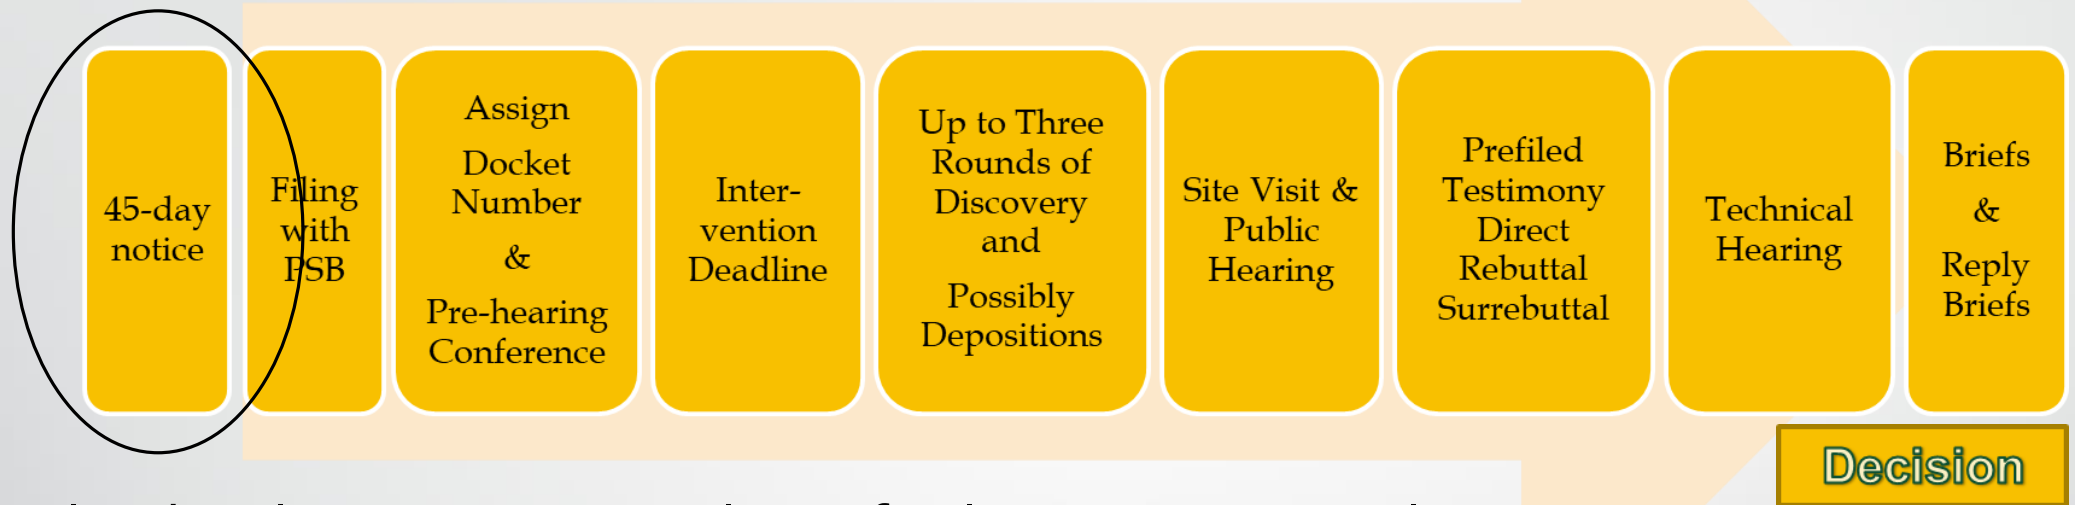 45-day
notice
Filing
with
PSB
Assign
Docket
Number
&
Pre-hearing
Conference
Inter-
vention
Deadline
Up to Three
Rounds of
Discovery
and
Possibly
Depositions
Site Visit &
Public
Hearing
Prefiled
Testimony
Direct
Rebuttal
Surrebuttal
Technical
Hearing
Briefs
&
Reply
Briefs
Decision